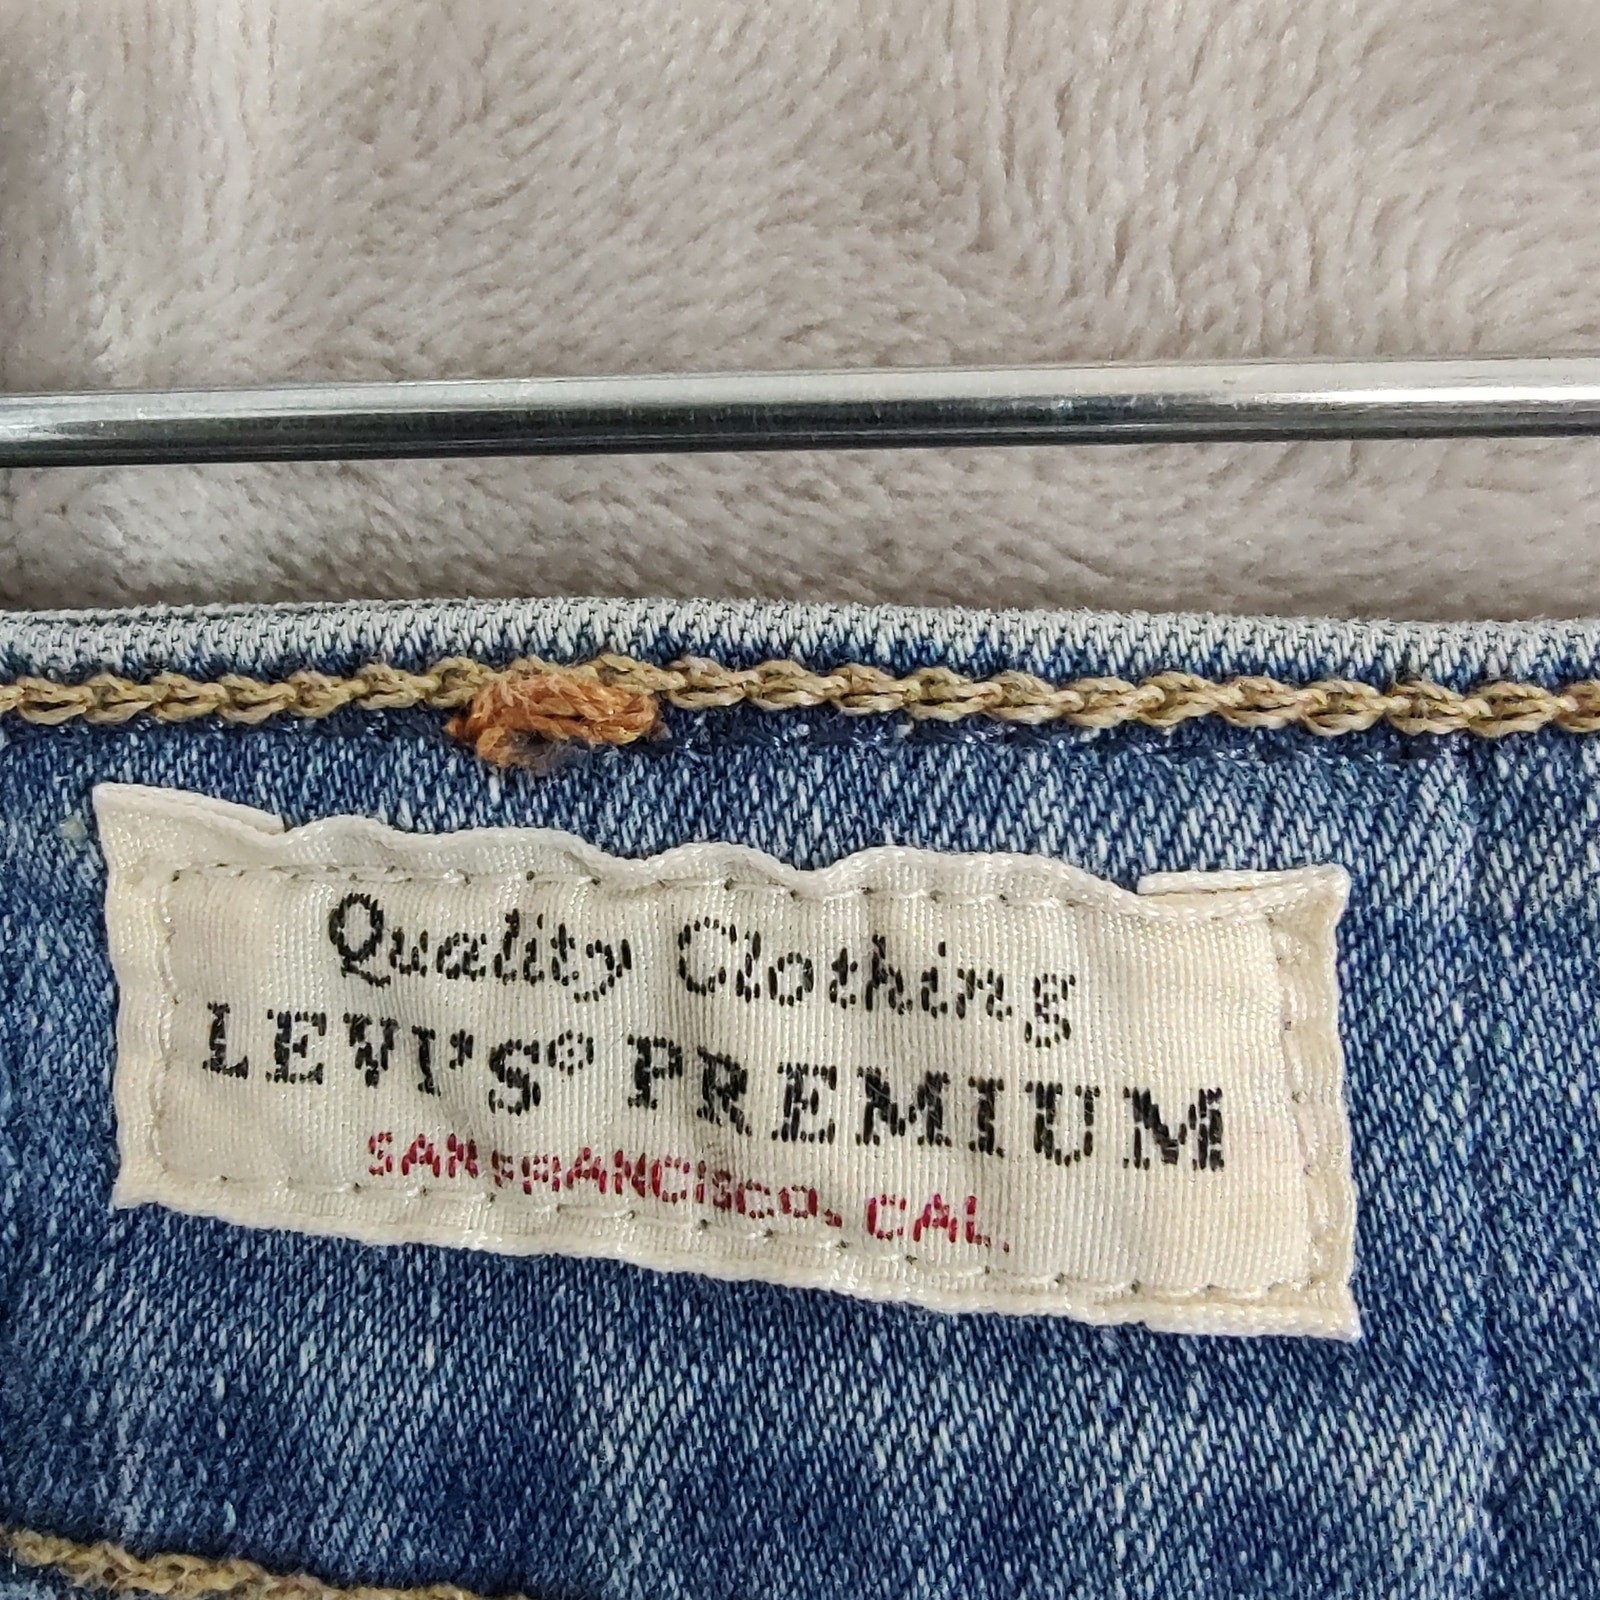 Quality Clothing
LEVI'S® PREMIUM
SAN FRANCISCO, CAL.